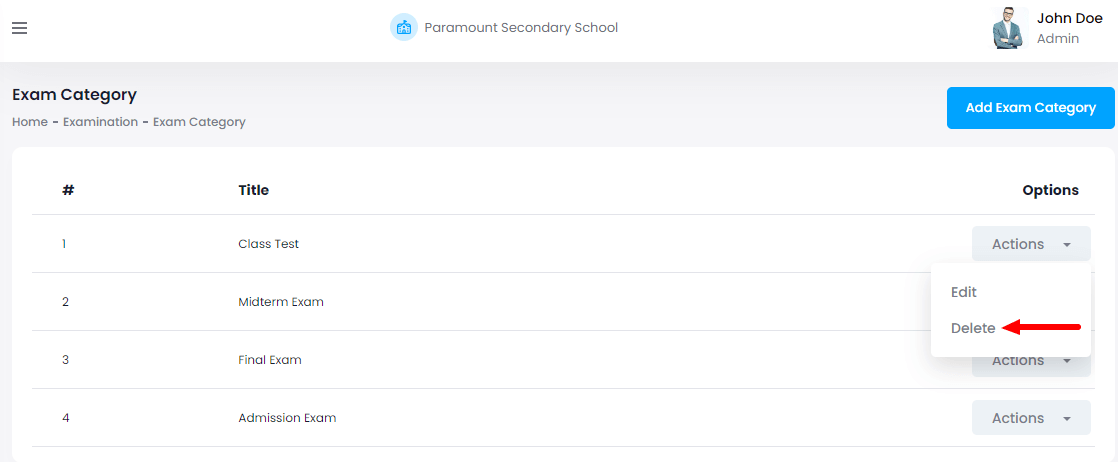 Paramount Secondary School
John Doe
Admin
Exam Category
Home - Examination - Exam Category
Add Exam Category
# Title Options
1 Class Test Actions
Edit
2 Midterm Exam
Delete
3 Final Exam Actions
4 Admission Exam Actions